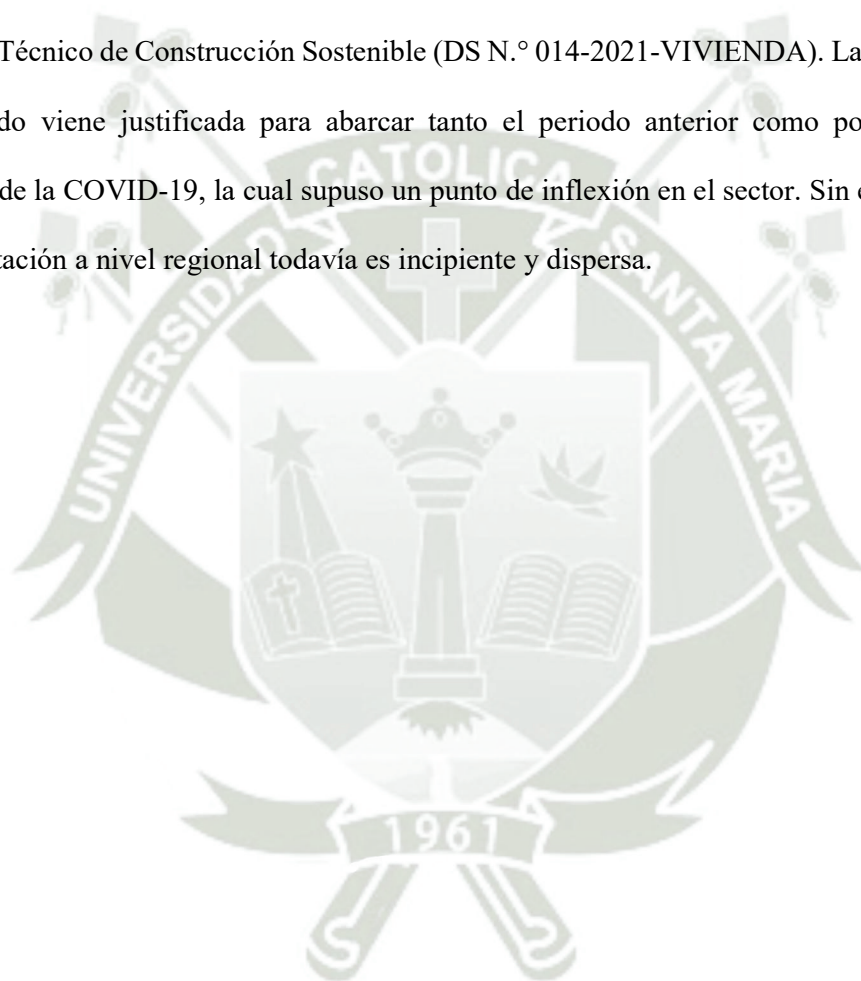 Técnico de Construcción Sostenible (DS N.° 014-2021-VIVIENDA). La
do viene justificada para abarcar tanto el periodo anterior como po
de la COVID-19, la cual supuso un punto de inflexión en el sector. Sin e
tación a nivel regional todavía es incipiente y dispersa.
UNIVERSIDAD CATOLICA SANTA MARIA
1961